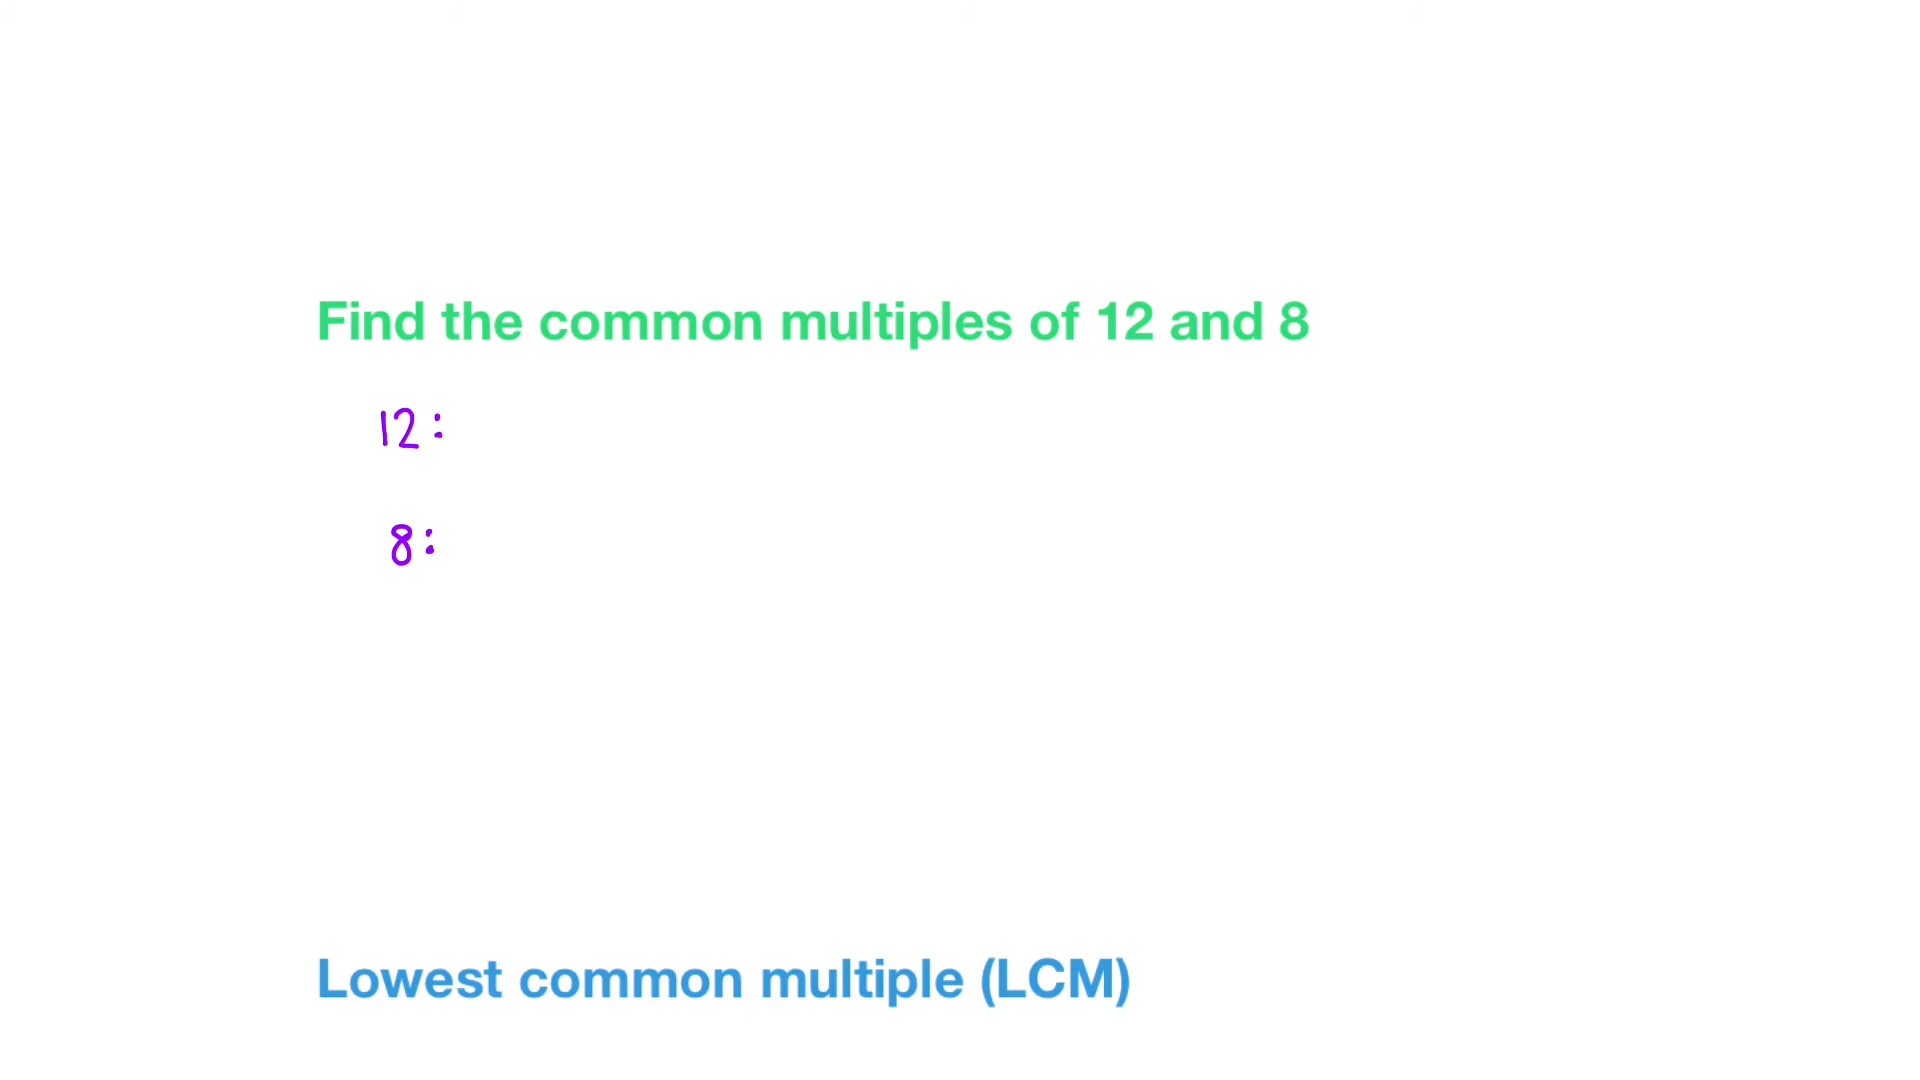 Find the common multiples of 12 and 8
12:
8:
Lowest common multiple (LCM)